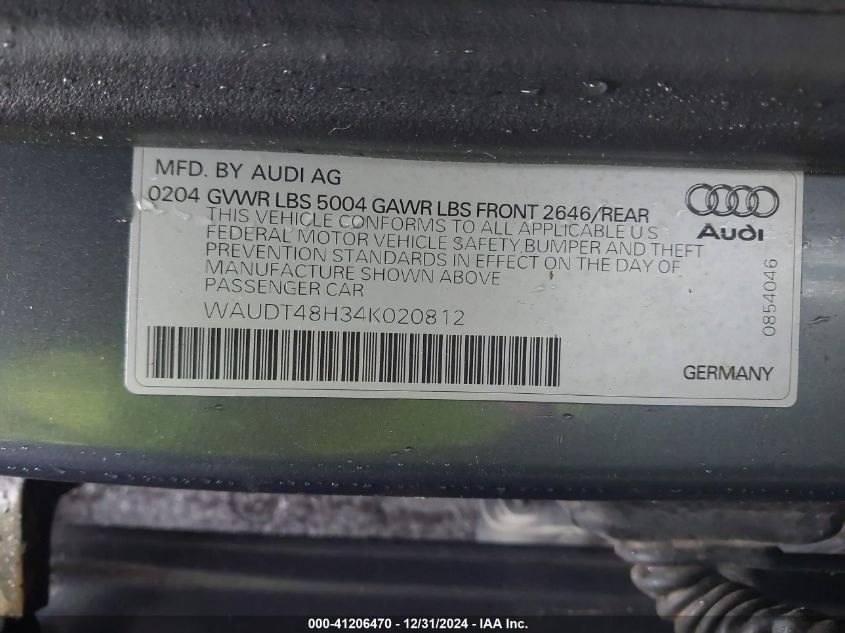 MFD. BY AUDI AG
0204 GVWR LBS 5004 GAWR LBS FRONT 2646/REAR
THIS VEHICLE CONFORMS TO ALL APPLICABLE U S
FEDERAL MOTOR VEHICLE SAFETY,BUMPER AND THEFT
PREVENTION STANDARDS IN EFFECT ON THE DAY OF
MANUFACTURE SHOWN ABOVE
PASSENGER CAR
WAUDT48H34K020812
Audi
0854046
GERMANY
000-41206470 - 12/31/2024 - IAA Inc.